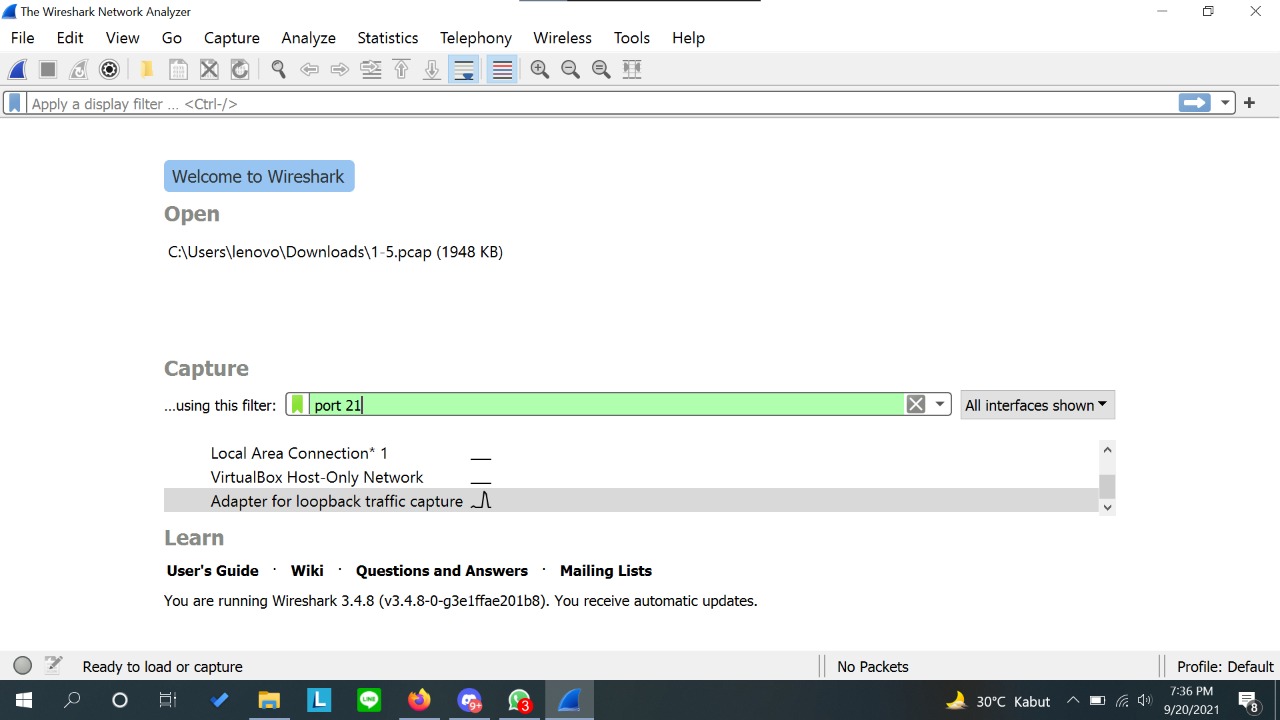 The Wireshark Network Analyzer
File Edit View Go Capture Analyze Statistics Telephony Wireless Tools Help
Apply a display filter ... <Ctrl-/>
Welcome to Wireshark
Open
C:\Users\lenovo\Downloads\1-5.pcap (1948 KB)
Capture
...using this filter: port 21 All interfaces shown
Local Area Connection* 1
VirtualBox Host-Only Network
Adapter for loopback traffic capture
Learn
User's Guide · Wiki · Questions and Answers · Mailing Lists
You are running Wireshark 3.4.8 (v3.4.8-0-g3e1ffae201b8). You receive automatic updates.
Ready to load or capture No Packets Profile: Default
L LINE 9+ 3 30°C Kabut 7:36 PM 8
9/20/2021